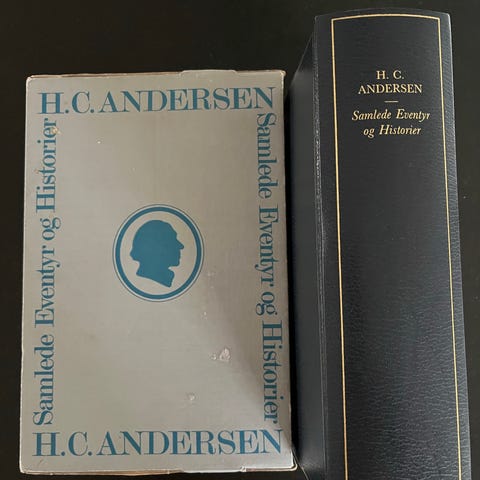 H.C.ANDERSEN
Samlede Eventyr og Historier
Samlede Eventyr og Historier
H.C.ANDERSEN
H. C.
ANDERSEN
Samlede Eventyr
og Historier